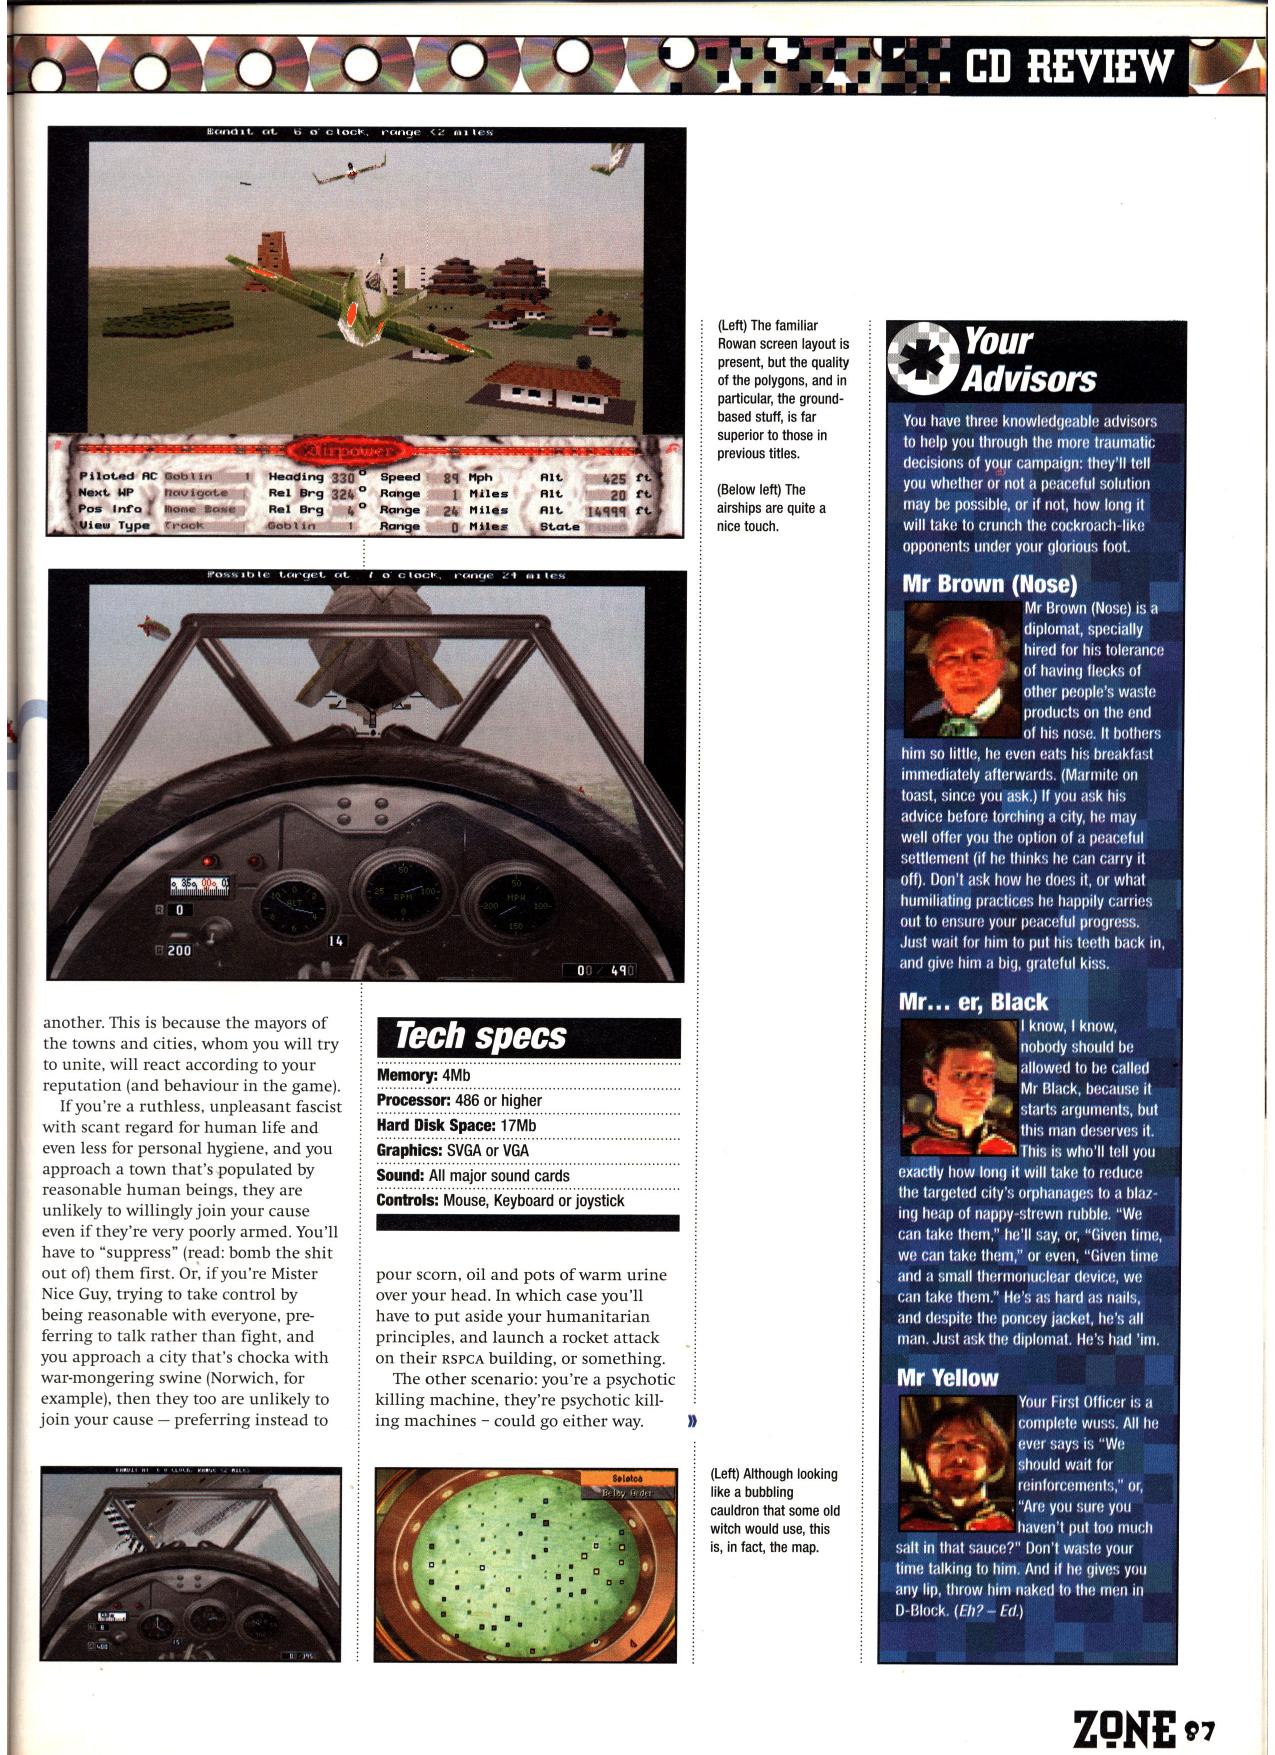 CD REVIEW
Bandit at 6 o'clock, range <2 miles
Airpower
Piloted AC Goblin 1 Heading 330° Speed 89 Mph Alt 425 ft
Next WP Navigate Rel Brg 324° Range 1 Miles Alt 20 ft
Pos Info Home Base Rel Brg 4° Range 24 Miles Alt 14999 ft
View Type Track Goblin 1 Range 0 Miles State
(Left) The familiar
Rowan screen layout is
present, but the quality
of the polygons, and in
particular, the ground-
based stuff, is far
superior to those in
previous titles.
(Below left) The
airships are quite a
nice touch.
Possible target at 7 o'clock, range 24 miles
ALT
RPM
MPH
0
200
14
00/ 490
another. This is because the mayors of
the towns and cities, whom you will try
to unite, will react according to your
reputation (and behaviour in the game).
If you're a ruthless, unpleasant fascist
with scant regard for human life and
even less for personal hygiene, and you
approach a town that's populated by
reasonable human beings, they are
unlikely to willingly join your cause
even if they're very poorly armed. You'll
have to “suppress” (read: bomb the shit
out of) them first. Or, if you're Mister
Nice Guy, trying to take control by
being reasonable with everyone, pre-
ferring to talk rather than fight, and
you approach a city that's chocka with
war-mongering swine (Norwich, for
example), then they too are unlikely to
join your cause — preferring instead to
Tech specs
Memory: 4Mb
Processor: 486 or higher
Hard Disk Space: 17Mb
Graphics: SVGA or VGA
Sound: All major sound cards
Controls: Mouse, Keyboard or joystick
pour scorn, oil and pots of warm urine
over your head. In which case you'll
have to put aside your humanitarian
principles, and launch a rocket attack
on their RSPCA building, or something.
The other scenario: you're a psychotic
killing machine, they're psychotic kill-
ing machines – could go either way. »
Select
Relay Order
(Left) Although looking
like a bubbling
cauldron that some old
witch would use, this
is, in fact, the map.
Your
Advisors
You have three knowledgeable advisors
to help you through the more traumatic
decisions of your campaign: they'll tell
you whether or not a peaceful solution
may be possible, or if not, how long it
will take to crunch the cockroach-like
opponents under your glorious foot.
Mr Brown (Nose)
Mr Brown (Nose) is a
diplomat, specially
hired for his tolerance
of having flecks of
other people's waste
products on the end
of his nose. It bothers
him so little, he even eats his breakfast
immediately afterwards. (Marmite on
toast, since you ask.) If you ask his
advice before torching a city, he may
well offer you the option of a peaceful
settlement (if he thinks he can carry it
off). Don't ask how he does it, or what
humiliating practices he happily carries
out to ensure your peaceful progress.
Just wait for him to put his teeth back in,
and give him a big, grateful kiss.
Mr... er, Black
I know, I know,
nobody should be
allowed to be called
Mr Black, because it
starts arguments, but
this man deserves it.
This is who'll tell you
exactly how long it will take to reduce
the targeted city's orphanages to a blaz-
ing heap of nappy-strewn rubble. “We
can take them,” he'll say, or, “Given time,
we can take them,” or even, “Given time
and a small thermonuclear device, we
can take them.” He's as hard as nails,
and despite the poncey jacket, he's all
man. Just ask the diplomat. He's had 'im.
Mr Yellow
Your First Officer is a
complete wuss. All he
ever says is “We
should wait for
reinforcements,” or,
“Are you sure you
haven't put too much
salt in that sauce?” Don't waste your
time talking to him. And if he gives you
any lip, throw him naked to the men in
D-Block. (Eh? – Ed.)
ZONE 87